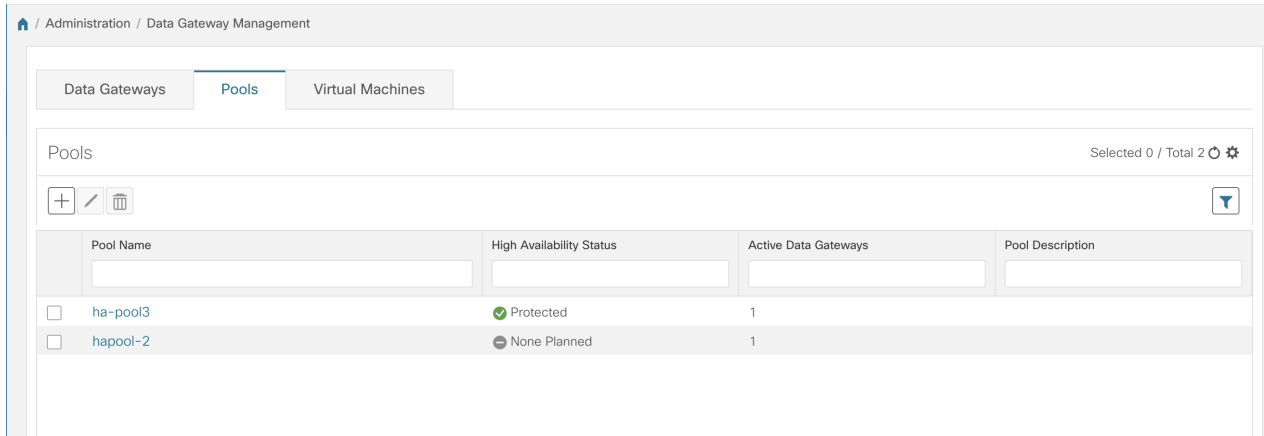 / Administration / Data Gateway Management
Data Gateways Pools Virtual Machines
Pools Selected 0 / Total 2
Pool Name High Availability Status Active Data Gateways Pool Description
ha-pool3 Protected 1
hapool-2 None Planned 1